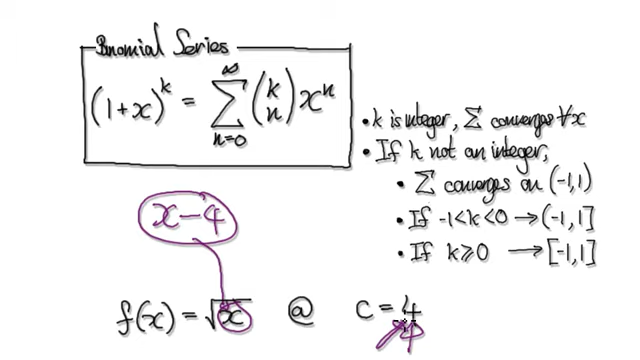 Binomial Series
(1+x)^k = ∞ Σ n=0 (k n) x^n
• k is integer, Σ converges ∀x
• If k not an integer,
• Σ converges on (-1,1)
• If -1<k<0 → (-1,1]
• If k≥0 → [-1,1]
x-4
f(x) = √x @ c = 4
4